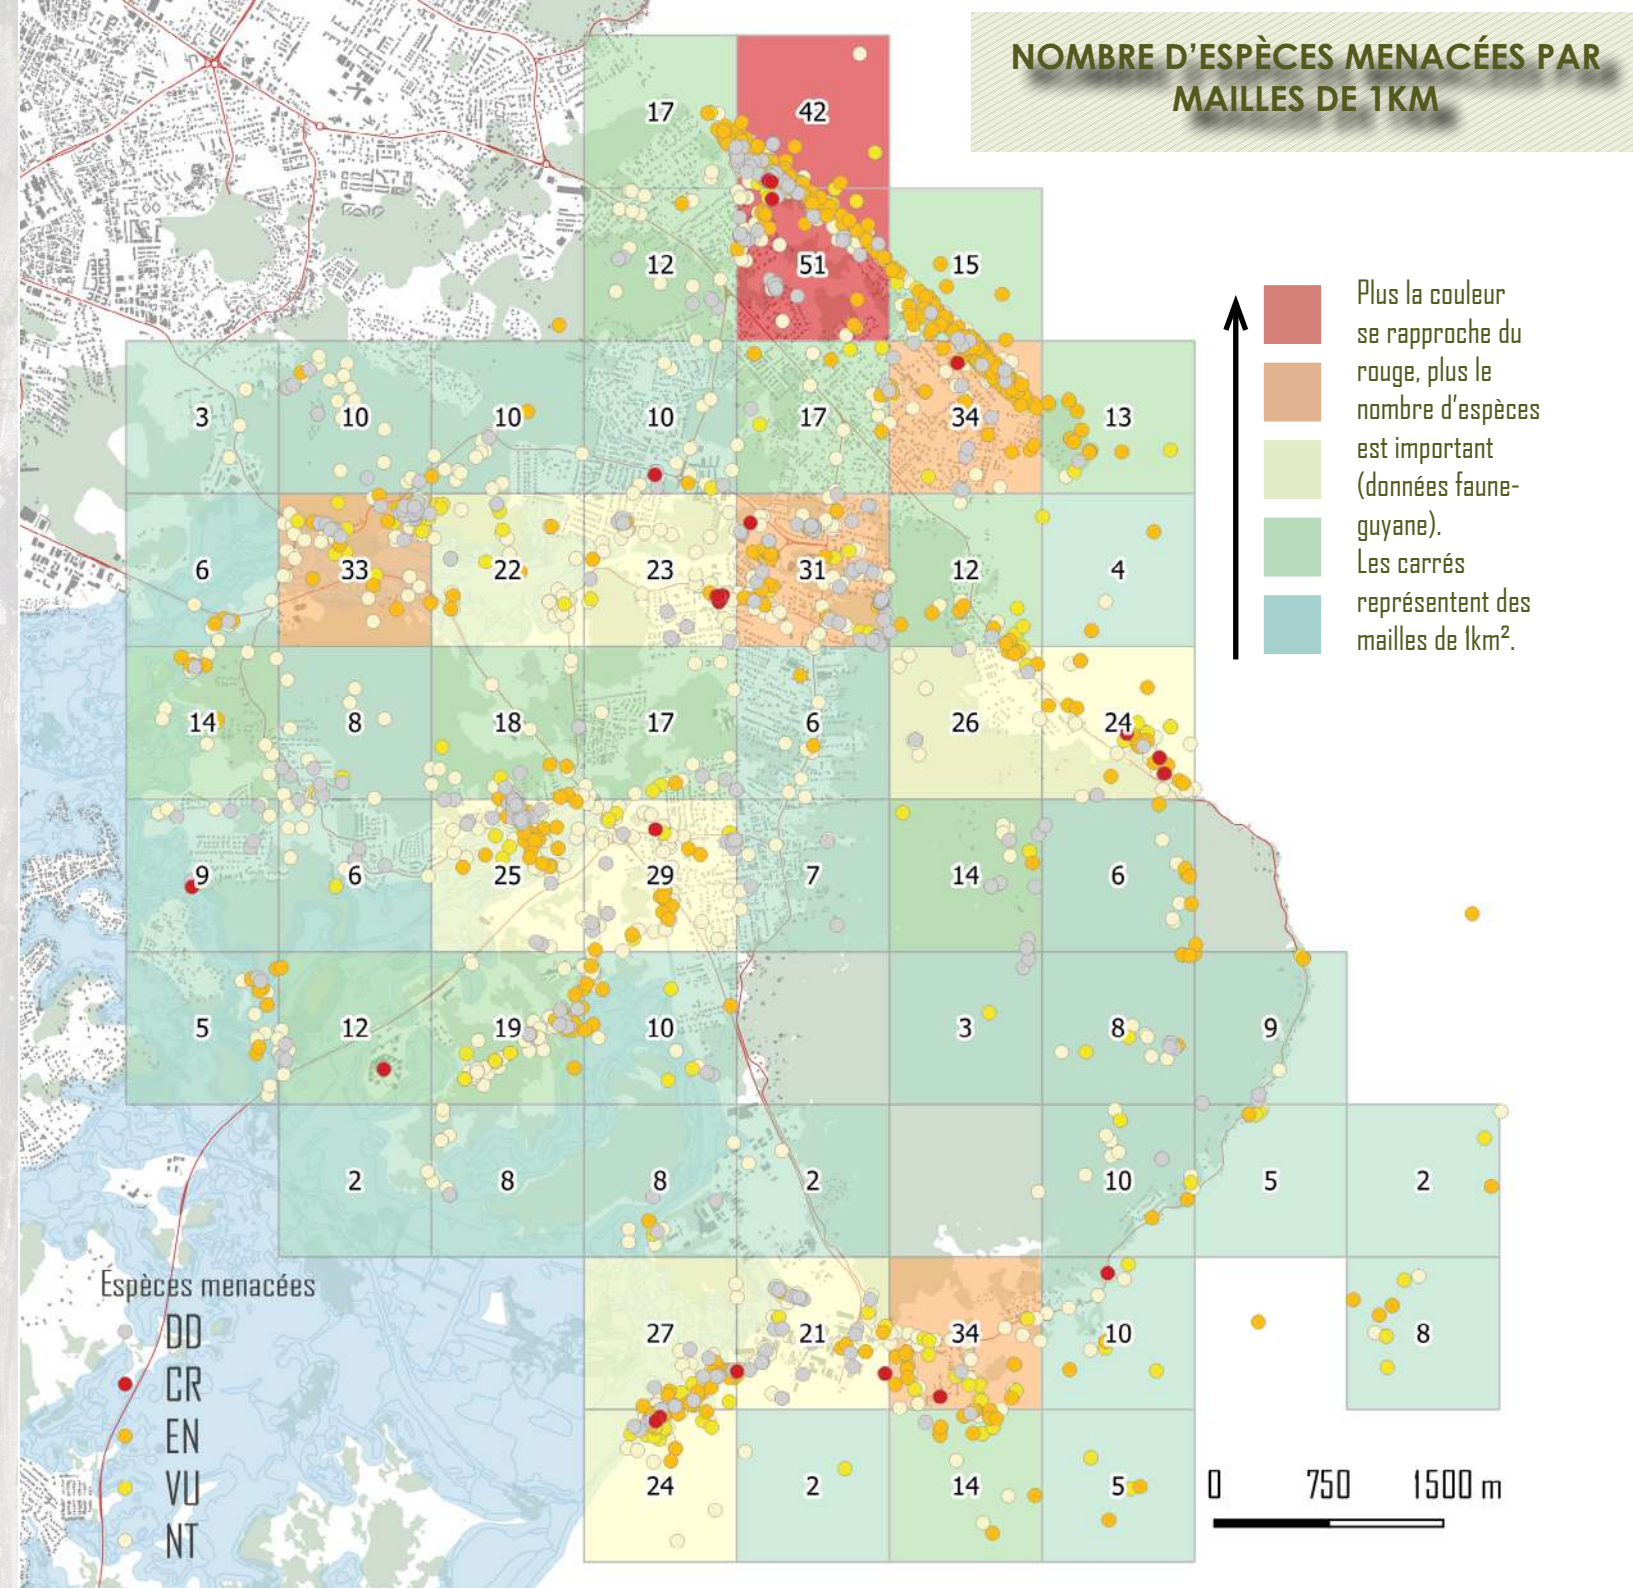 NOMBRE D'ESPÈCES MENACÉES PAR
MAILLES DE 1KM
17 42
12 51 15
3 10 10 10 17 34 13
6 33 22 23 31 12 4
14 8 18 17 6 26 24
9 6 25 29 7 14 6
5 12 19 10 3 8 9
2 8 8 2 10 5 2
27 21 34 10 8
24 2 14 5
Plus la couleur
se rapproche du
rouge, plus le
nombre d'espèces
est important
(données faune-
guyane).
Les carrés
représentent des
mailles de 1km².
Espèces menacées
DD
CR
EN
VU
NT
0 750 1500 m